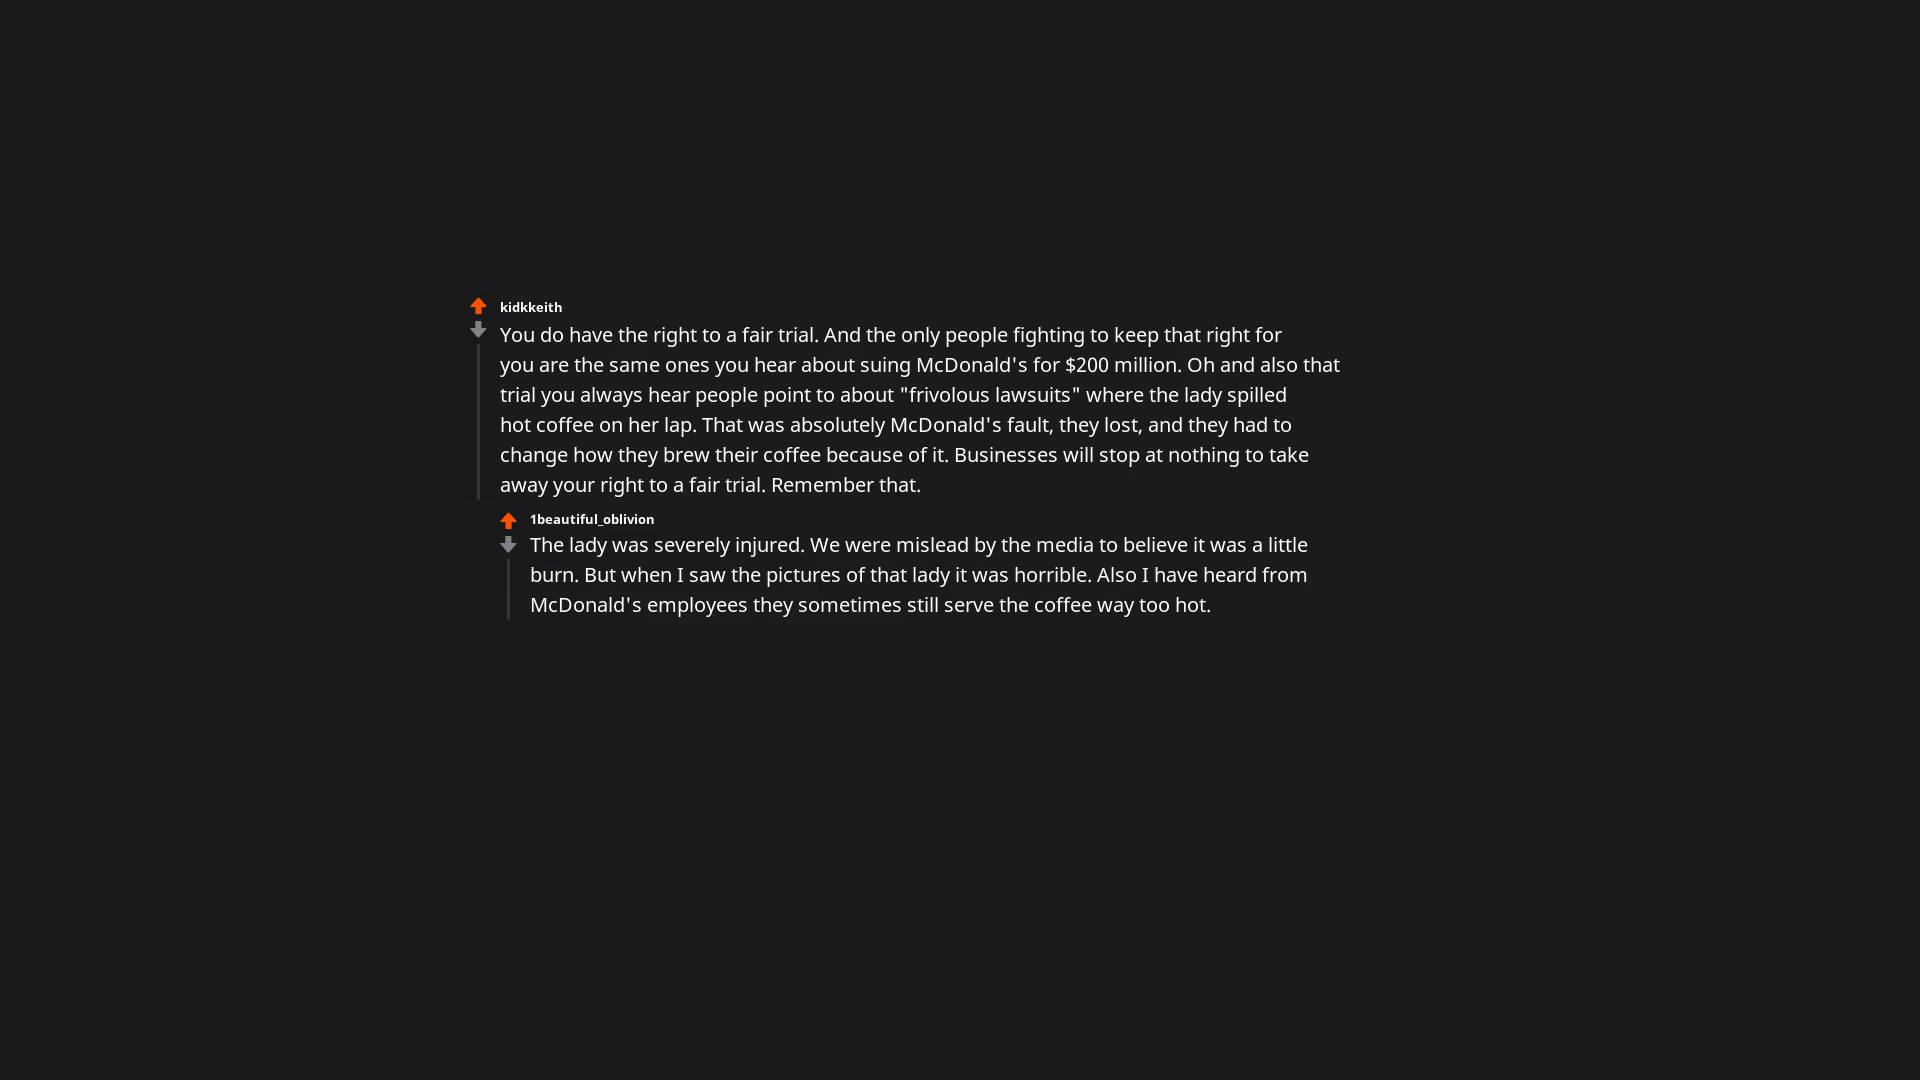 kidkkeith
You do have the right to a fair trial. And the only people fighting to keep that right for
you are the same ones you hear about suing McDonald's for $200 million. Oh and also that
trial you always hear people point to about "frivolous lawsuits" where the lady spilled
hot coffee on her lap. That was absolutely McDonald's fault, they lost, and they had to
change how they brew their coffee because of it. Businesses will stop at nothing to take
away your right to a fair trial. Remember that.
1beautiful_oblivion
The lady was severely injured. We were mislead by the media to believe it was a little
burn. But when I saw the pictures of that lady it was horrible. Also I have heard from
McDonald's employees they sometimes still serve the coffee way too hot.